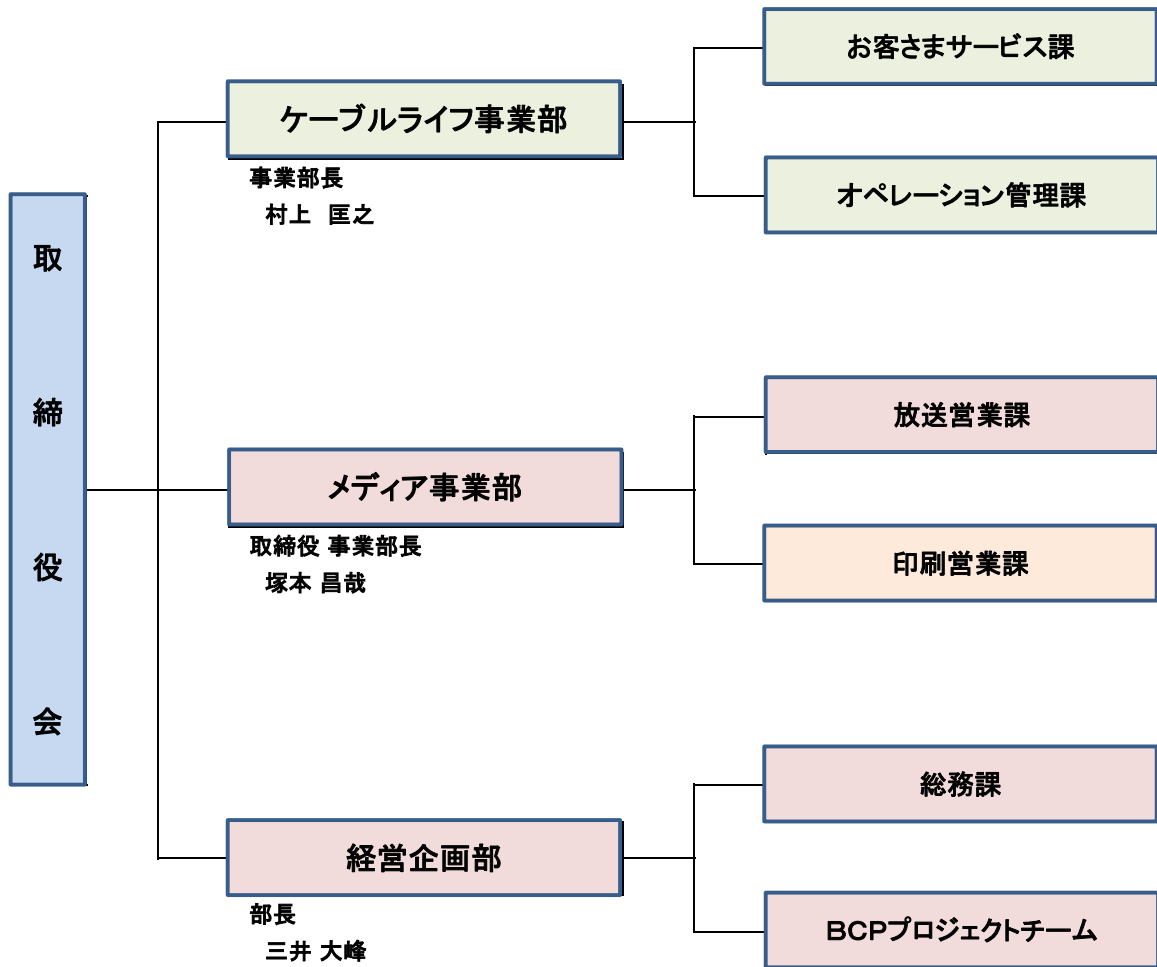 取締役会
ケーブルライフ事業部
事業部長
村上 匡之
お客さまサービス課
オペレーション管理課
メディア事業部
取締役 事業部長
塚本 昌哉
放送営業課
印刷営業課
経営企画部
部長
三井 大峰
総務課
BCPプロジェクトチーム